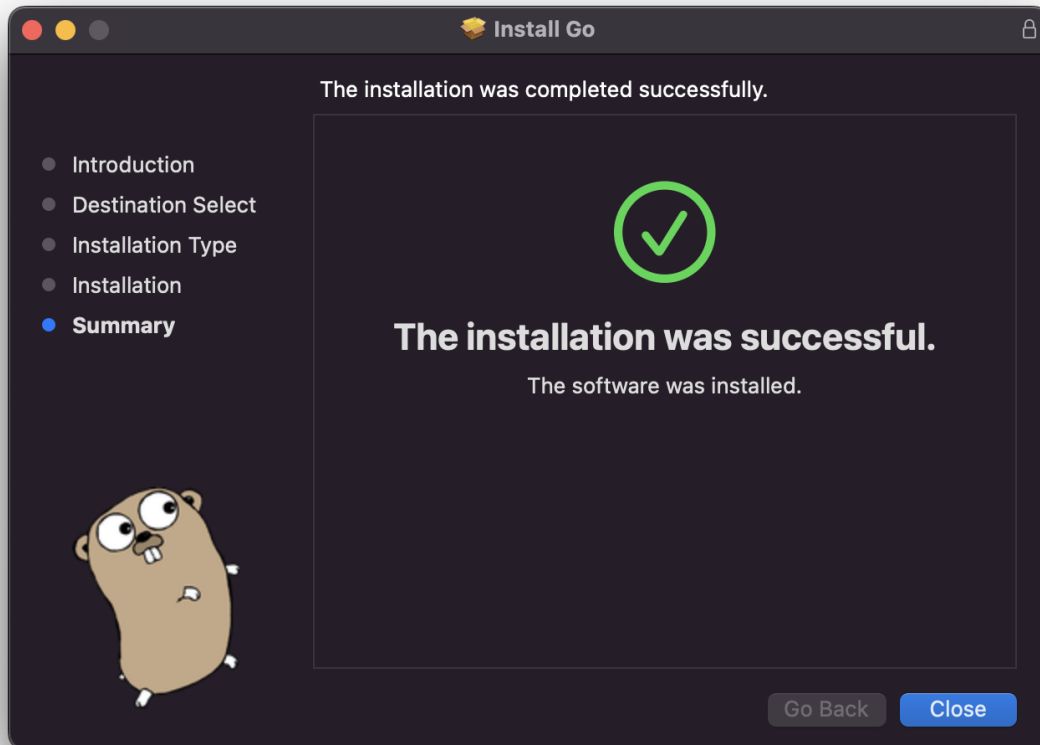 Install Go
The installation was completed successfully.
Introduction
Destination Select
Installation Type
Installation
Summary
The installation was successful.
The software was installed.
Go Back
Close